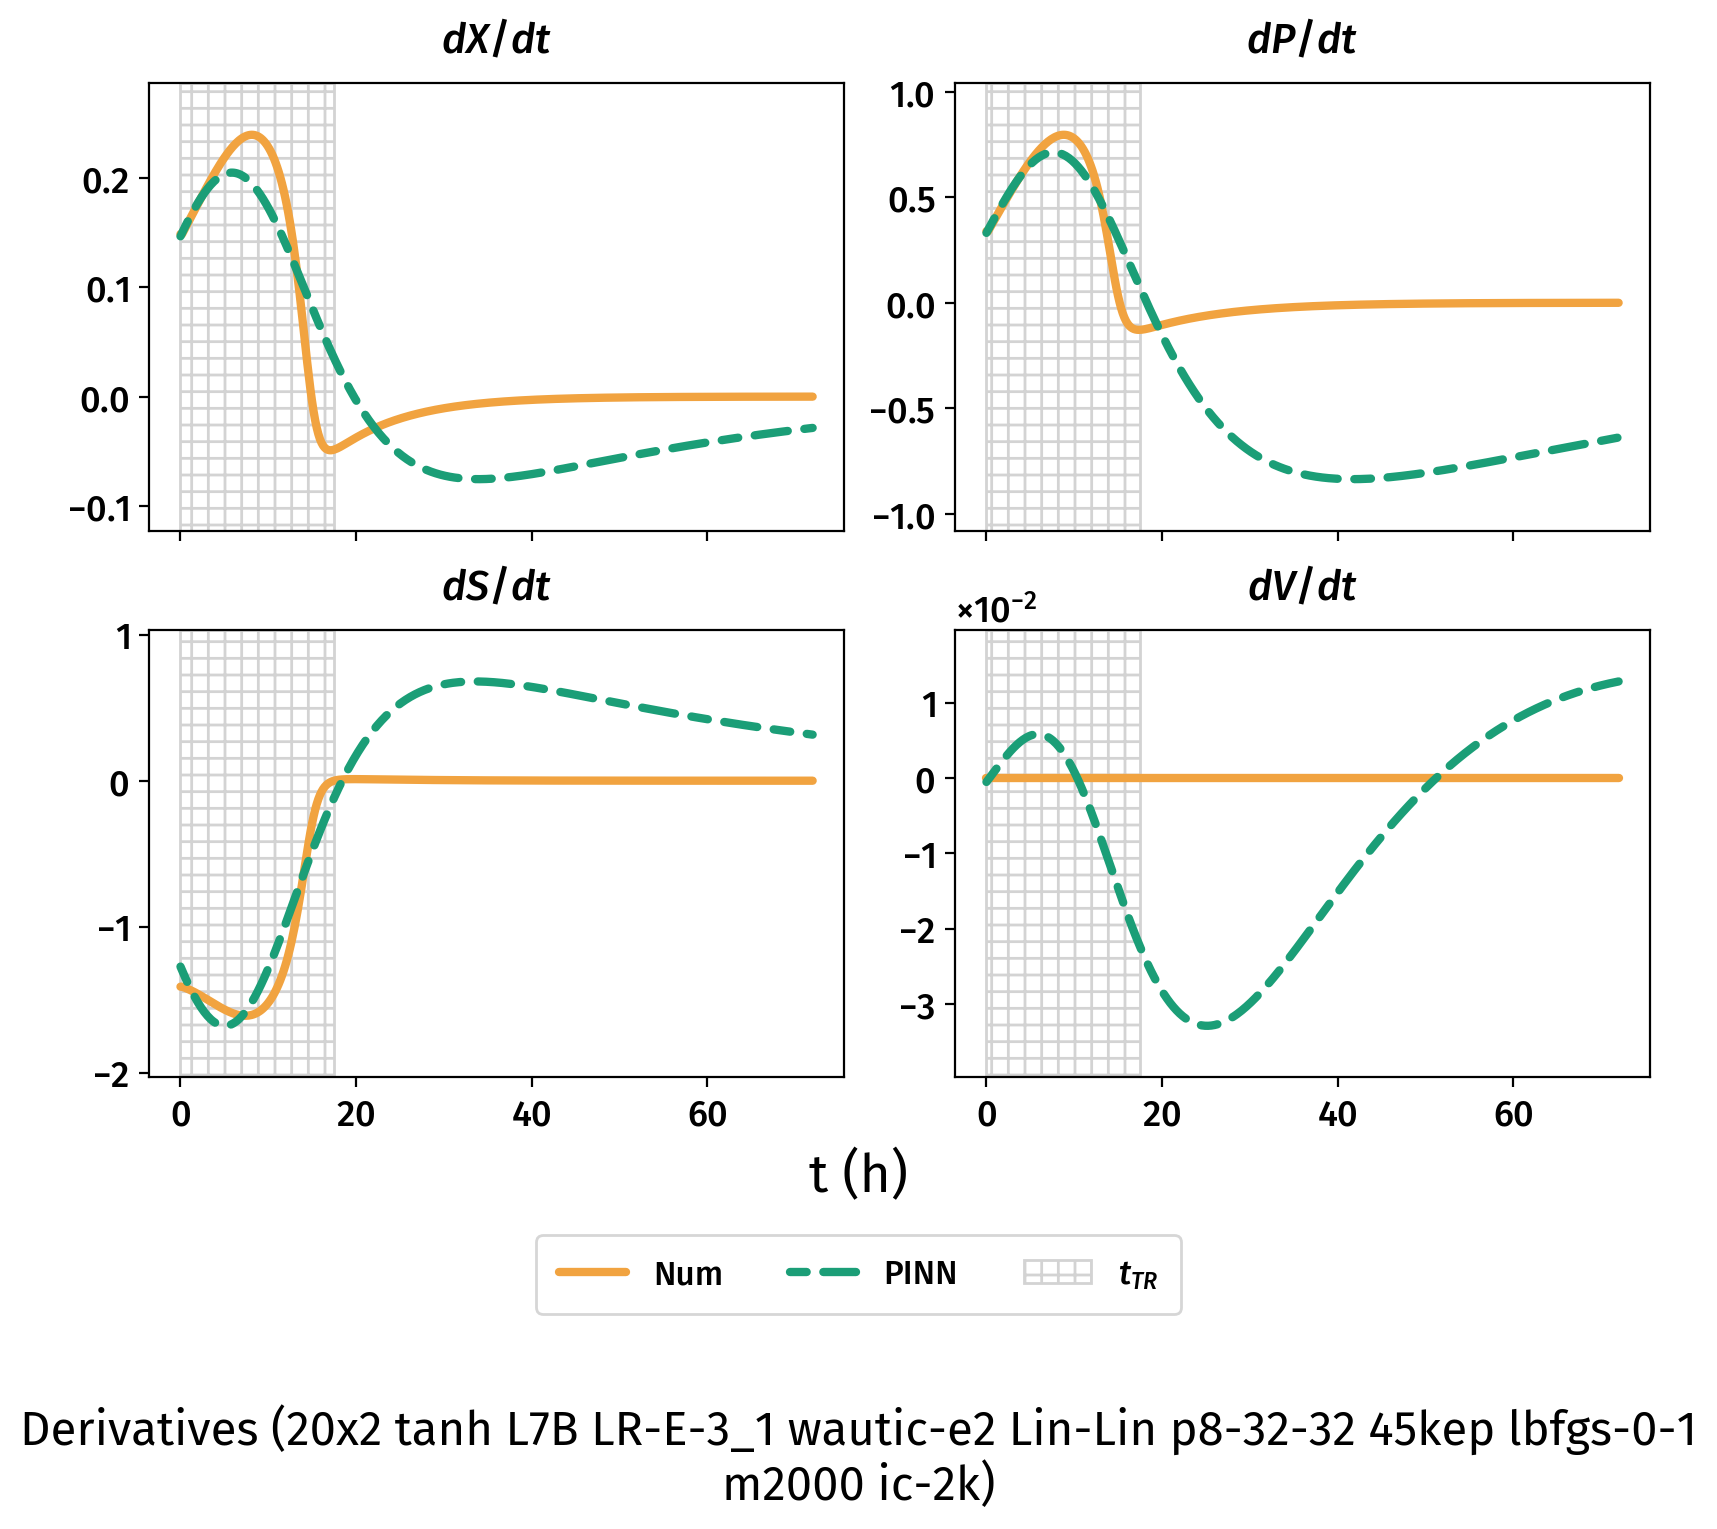 dX/dt
dP/dt
0.2
0.1
0.0
−0.1
1.0
0.5
0.0
−0.5
−1.0
dS/dt
dV/dt
×10⁻²
1
0
−1
−2
0
20
40
60
1
0
−1
−2
−3
0
20
40
60
t (h)
Num
PINN
t_TR
Derivatives (20x2 tanh L7B LR-E-3_1 wautic-e2 Lin-Lin p8-32-32 45kep lbfgs-0-1
m2000 ic-2k)